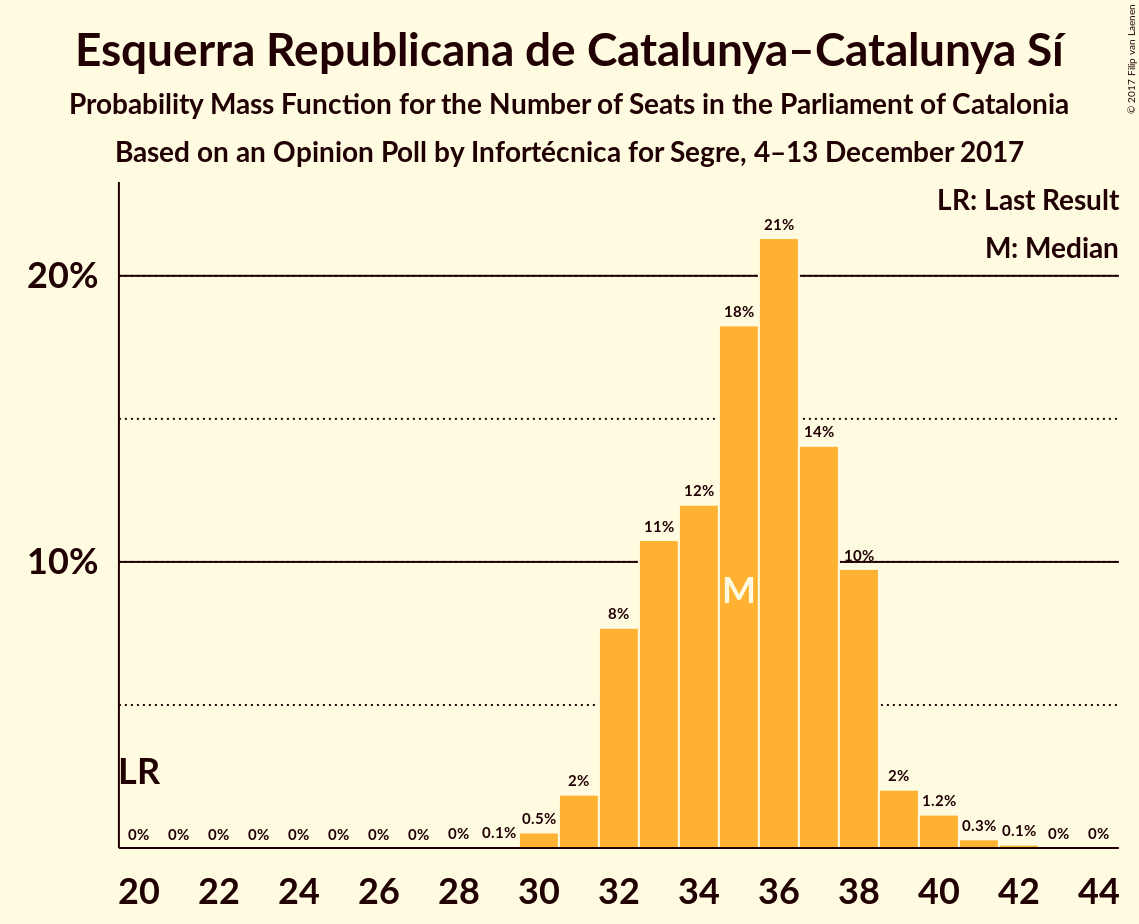 Esquerra Republicana de Catalunya–Catalunya Sí
Probability Mass Function for the Number of Seats in the Parliament of Catalonia
Based on an Opinion Poll by Infortécnica for Segre, 4–13 December 2017
© 2017 Filip van Laenen
LR: Last Result
M: Median
20%
10%
LR
M
0% 0% 0% 0% 0% 0% 0% 0% 0% 0.1% 0.5% 2% 8% 11% 12% 18% 21% 14% 10% 2% 1.2% 0.3% 0.1% 0% 0%
20 22 24 26 28 30 32 34 36 38 40 42 44